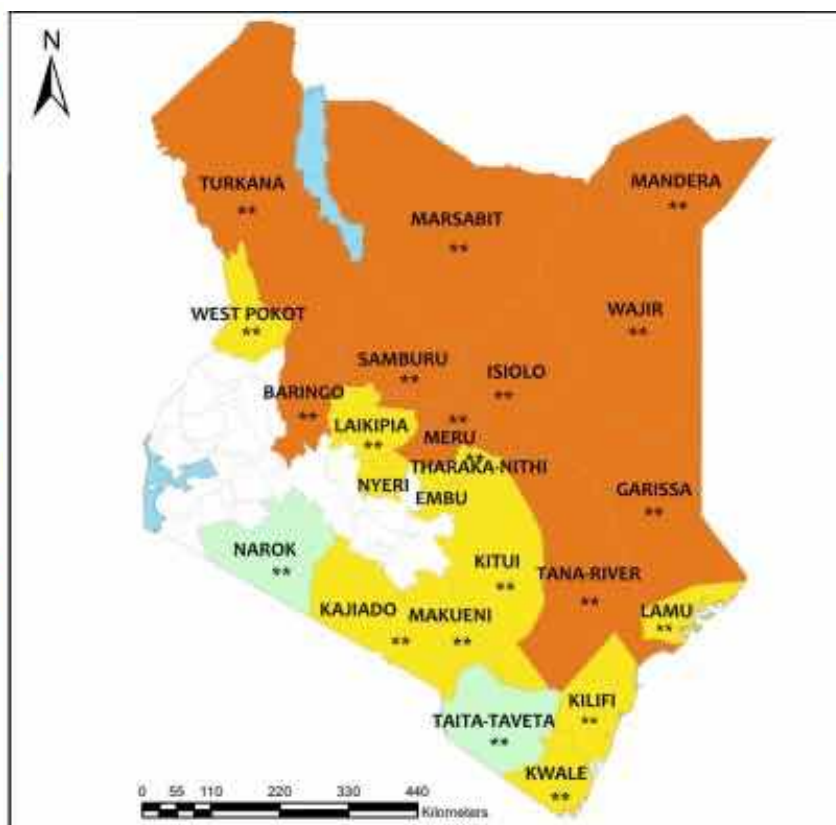 N
TURKANA
**
MANDERA
**
MARSABIT
**
WEST POKOT
**
WAJIR
**
SAMBURU
**
ISIOLO
**
BARINGO
**
LAIKIPIA
**
MERU
**
THARAKA-NITHI
**
NYERI
EMBU
GARISSA
**
NAROK
**
KITUI
**
TANA-RIVER
**
KAJIADO
**
MAKUENI
**
LAMU
**
TAITA-TAVETA
**
KILIFI
**
KWALE
**
0 55 110 220 330 440
Kilometers